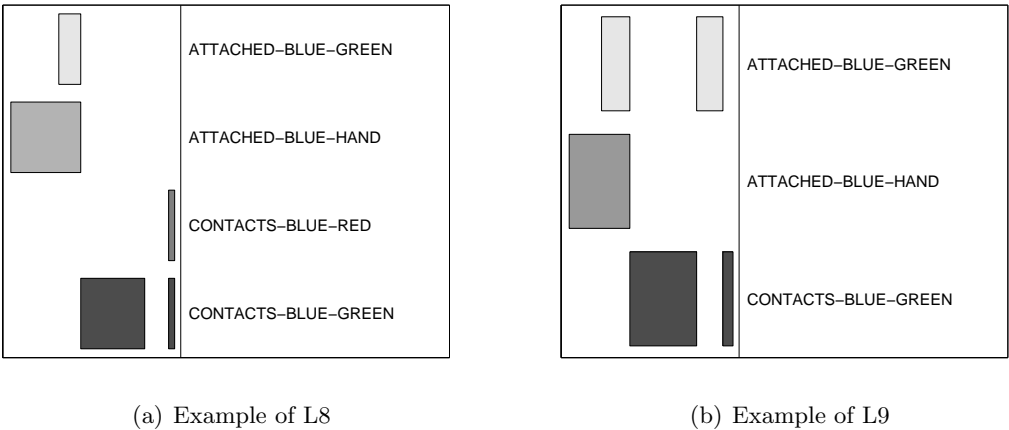 ATTACHED−BLUE−GREEN
ATTACHED−BLUE−HAND
CONTACTS−BLUE−RED
CONTACTS−BLUE−GREEN
(a) Example of L8
ATTACHED−BLUE−GREEN
ATTACHED−BLUE−HAND
CONTACTS−BLUE−GREEN
(b) Example of L9